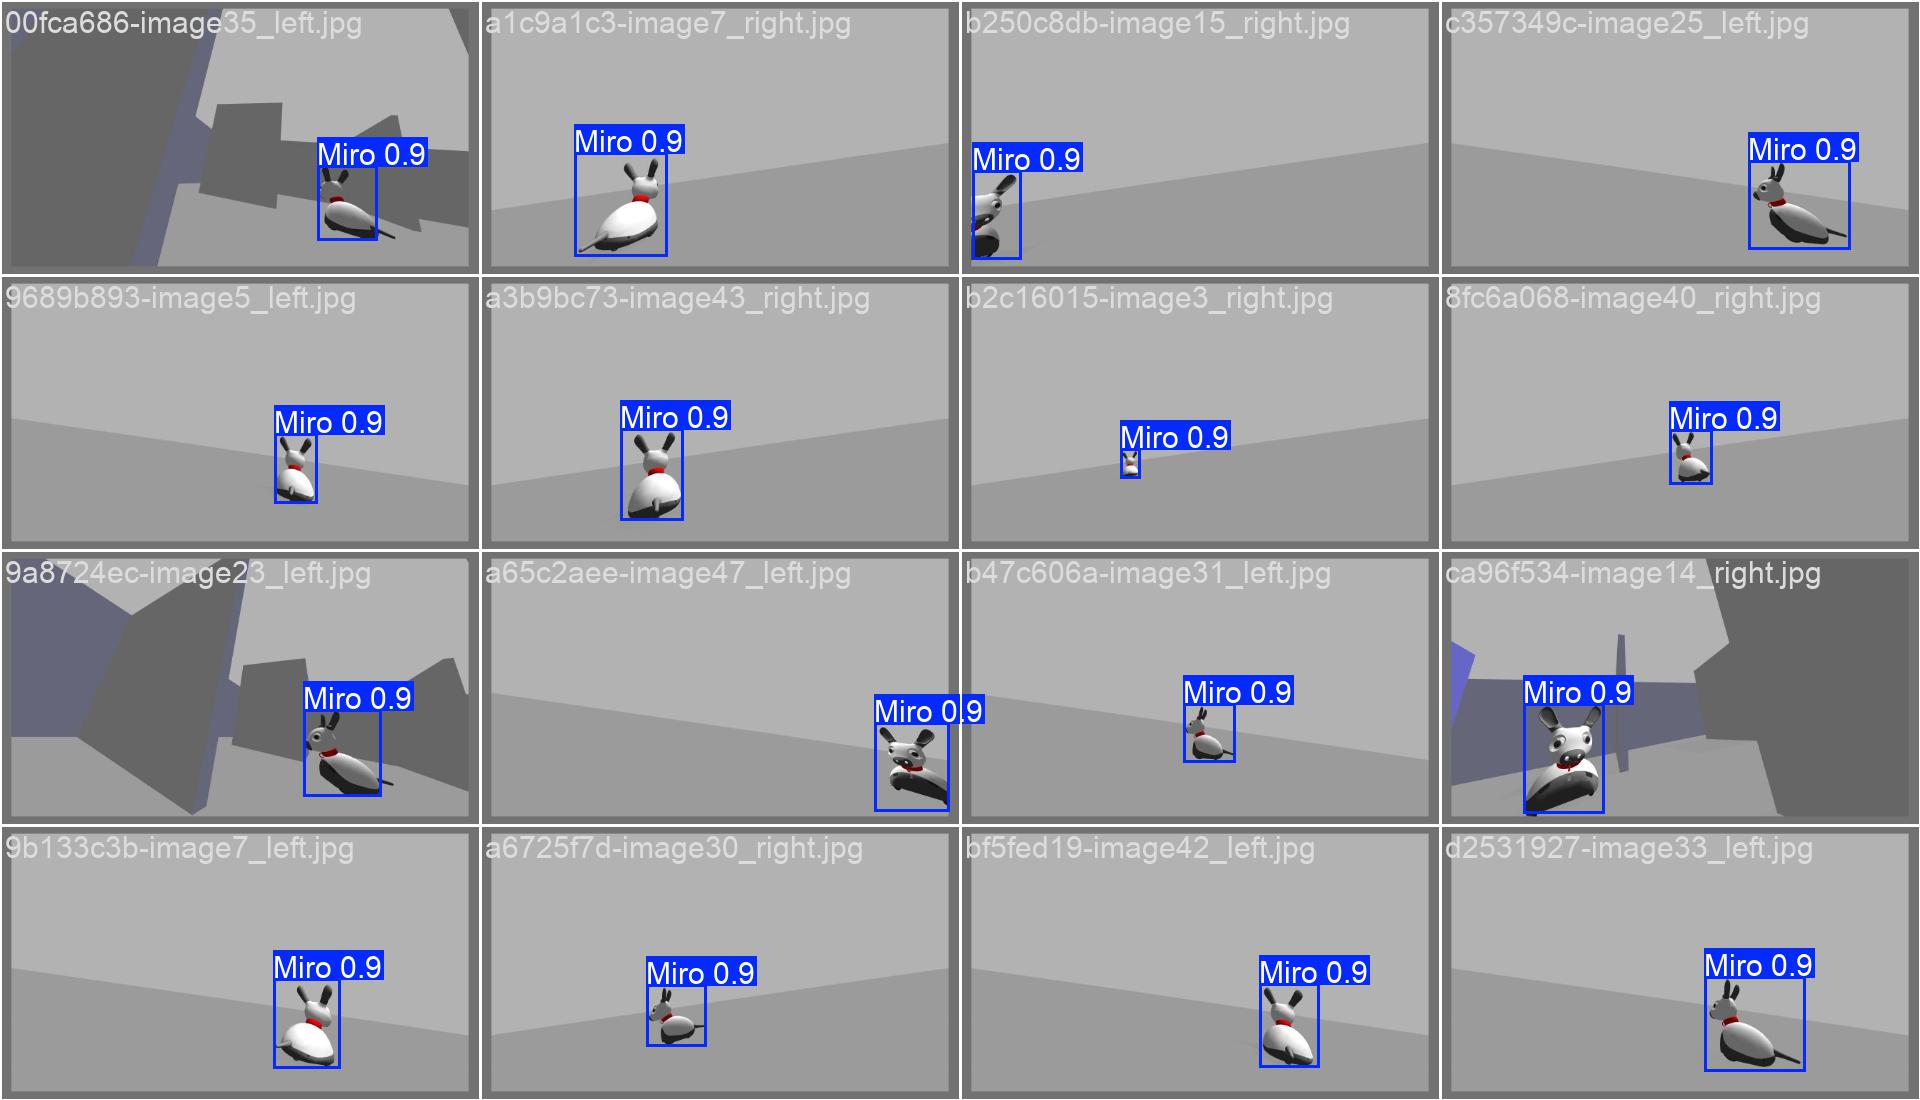 00fca686-image35_left.jpg
Miro 0.9
a1c9a1c3-image7_right.jpg
Miro 0.9
b250c8db-image15_right.jpg
Miro 0.9
c357349c-image25_left.jpg
Miro 0.9
9689b893-image5_left.jpg
Miro 0.9
a3b9bc73-image43_right.jpg
Miro 0.9
b2c16015-image3_right.jpg
Miro 0.9
8fc6a068-image40_right.jpg
Miro 0.9
9a8724ec-image23_left.jpg
Miro 0.9
a65c2aee-image47_left.jpg
Miro 0.9
b47c606a-image31_left.jpg
Miro 0.9
ca96f534-image14_right.jpg
Miro 0.9
9b133c3b-image7_left.jpg
Miro 0.9
a6725f7d-image30_right.jpg
Miro 0.9
bf5fed19-image42_left.jpg
Miro 0.9
d2531927-image33_left.jpg
Miro 0.9